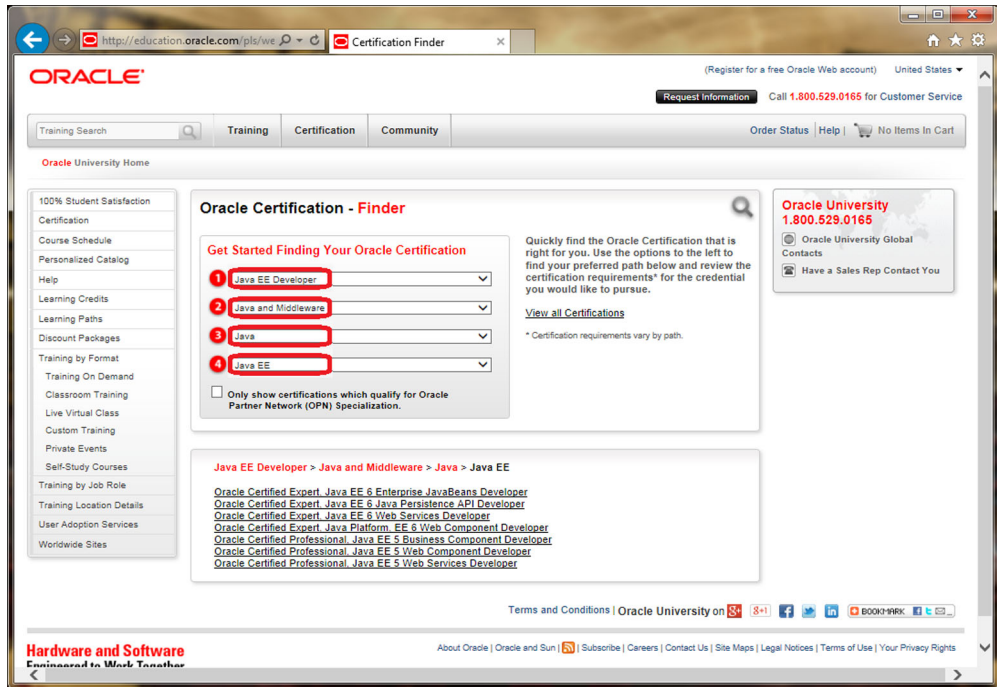 http://education.oracle.com/pls/we
Certification Finder
ORACLE
(Register for a free Oracle Web account) United States
Request Information Call 1.800.529.0165 for Customer Service
Training Search Training Certification Community Order Status | Help | No Items In Cart
Oracle University Home
100% Student Satisfaction
Certification
Course Schedule
Personalized Catalog
Help
Learning Credits
Learning Paths
Discount Packages
Training by Format
Training On Demand
Classroom Training
Live Virtual Class
Custom Training
Private Events
Self-Study Courses
Training by Job Role
Training Location Details
User Adoption Services
Worldwide Sites
Oracle Certification - Finder
Get Started Finding Your Oracle Certification
1 Java EE Developer
2 Java and Middleware
3 Java
4 Java EE
Only show certifications which qualify for Oracle
Partner Network (OPN) Specialization.
Quickly find the Oracle Certification that is
right for you. Use the options to the left to
find your preferred path below and review the
certification requirements* for the credential
you would like to pursue.
View all Certifications
* Certification requirements vary by path.
Oracle University
1.800.529.0165
Oracle University Global
Contacts
Have a Sales Rep Contact You
Java EE Developer > Java and Middleware > Java > Java EE
Oracle Certified Expert, Java EE 6 Enterprise JavaBeans Developer
Oracle Certified Expert, Java EE 6 Java Persistence API Developer
Oracle Certified Expert, Java EE 6 Web Services Developer
Oracle Certified Expert, Java Platform, EE 6 Web Component Developer
Oracle Certified Professional, Java EE 5 Business Component Developer
Oracle Certified Professional, Java EE 5 Web Component Developer
Oracle Certified Professional, Java EE 5 Web Services Developer
Terms and Conditions | Oracle University on 8+ 8+1 f in BOOKMARK
Hardware and Software
Engineered to Work Together
About Oracle | Oracle and Sun | Subscribe | Careers | Contact Us | Site Maps | Legal Notices | Terms of Use | Your Privacy Rights